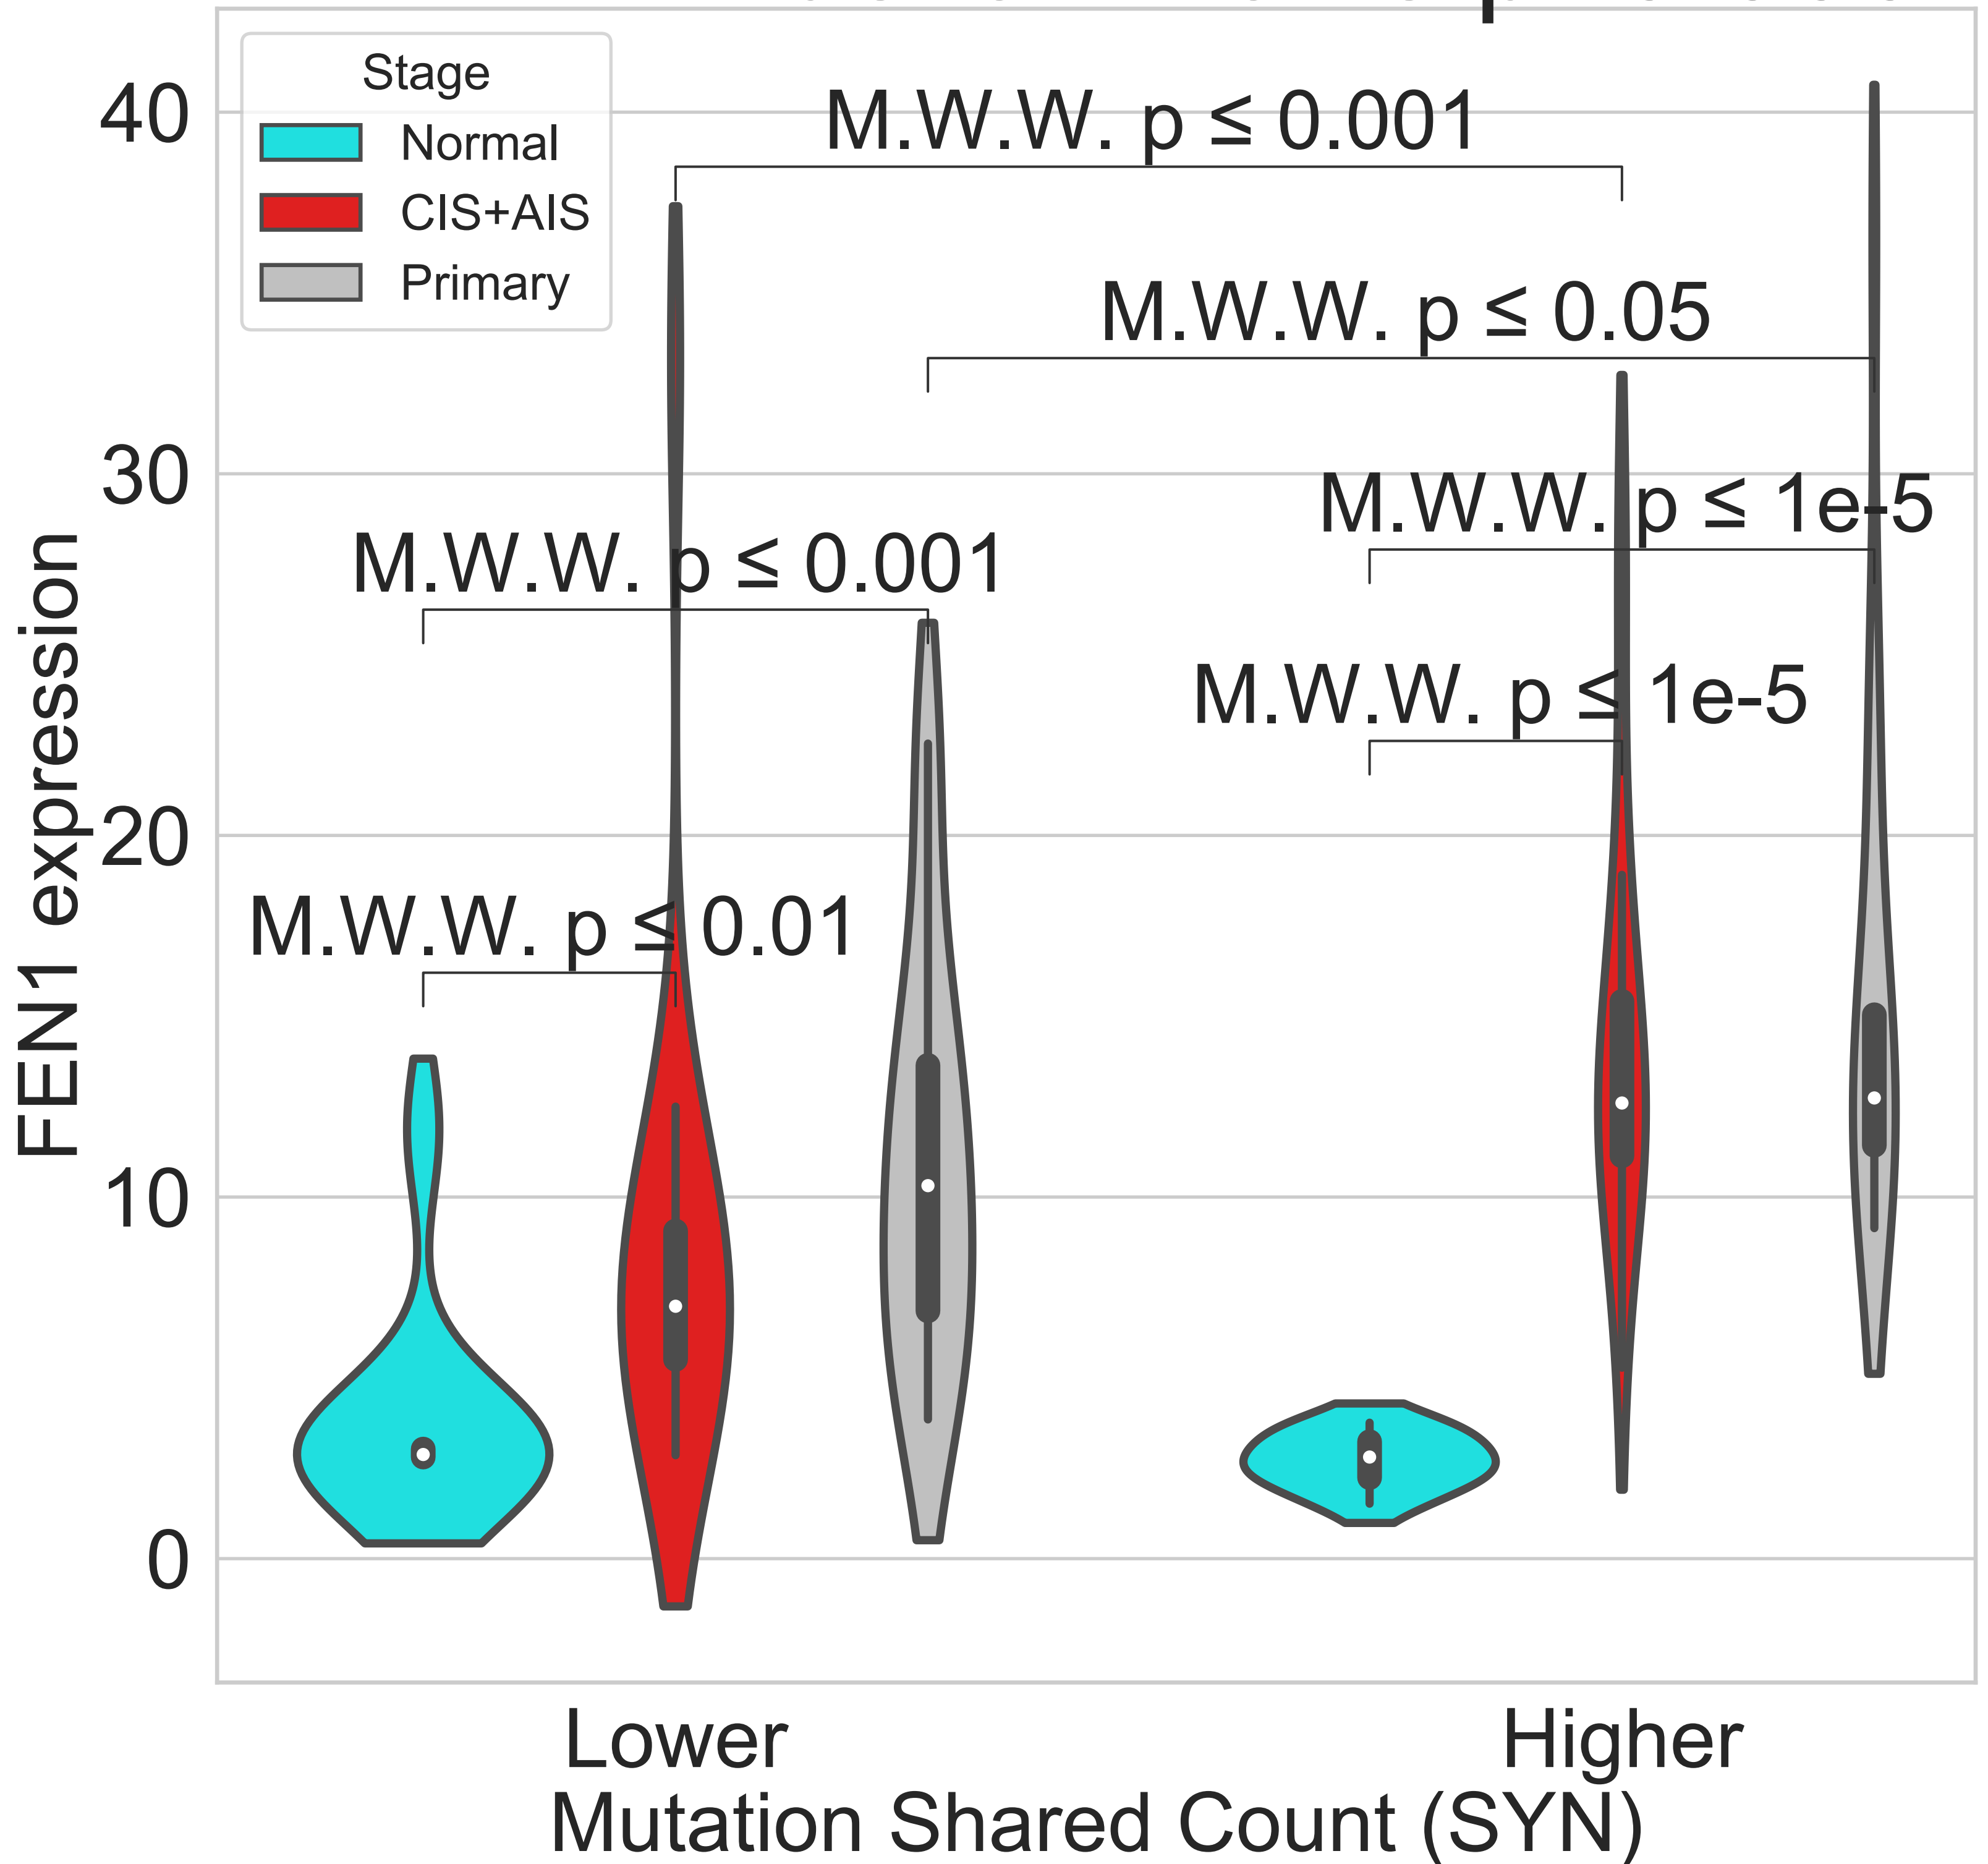 Stage
Normal
CIS+AIS
Primary
M.W.W. p ≤ 0.001
M.W.W. p ≤ 0.05
M.W.W. p ≤ 1e-5
M.W.W. p ≤ 0.001
M.W.W. p ≤ 1e-5
M.W.W. p ≤ 0.01
40
30
20
10
0
FEN1 expression
Lower
Higher
Mutation Shared Count (SYN)